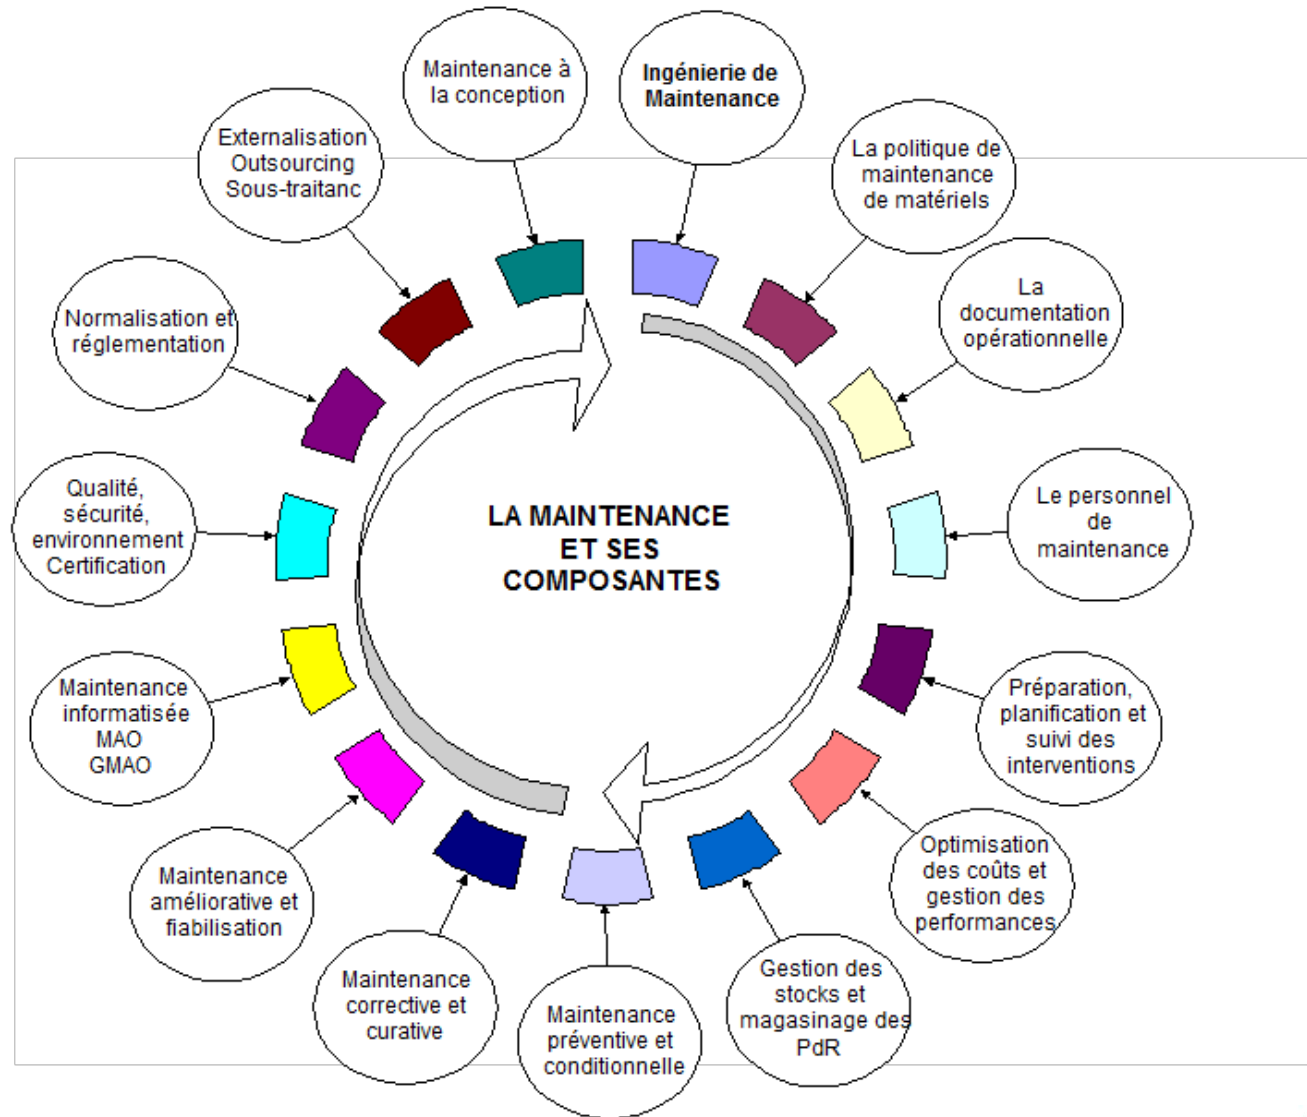 Maintenance à
la conception
Ingénierie de
Maintenance
La politique de
maintenance
de matériels
La
documentation
opérationnelle
Le personnel
de
maintenance
Préparation,
planification et
suivi des
interventions
Optimisation
des coûts et
gestion des
performances
Gestion des
stocks et
magasinage des
PdR
Maintenance
préventive et
conditionnelle
Maintenance
corrective et
curative
Maintenance
améliorative et
fiabilisation
Maintenance
informatisée
MAO
GMAO
Qualité,
sécurité,
environnement
Certification
Normalisation et
réglementation
Externalisation
Outsourcing
Sous-traitanc
LA MAINTENANCE
ET SES
COMPOSANTES